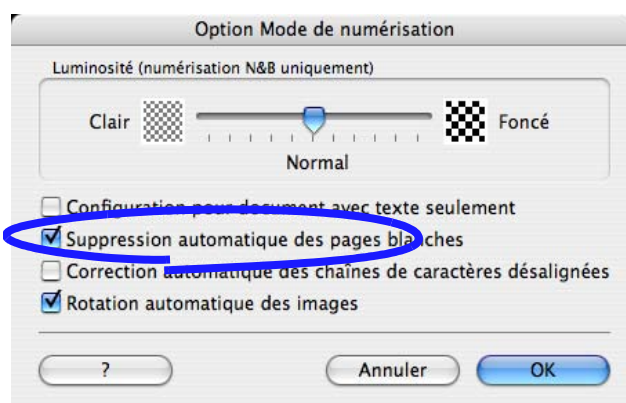 Option Mode de numérisation
Luminosité (numérisation N&B uniquement)
Clair Foncé
Normal
Configuration pour document avec texte seulement
Suppression automatique des pages blanches
Correction automatique des chaînes de caractères désalignées
Rotation automatique des images
? Annuler OK